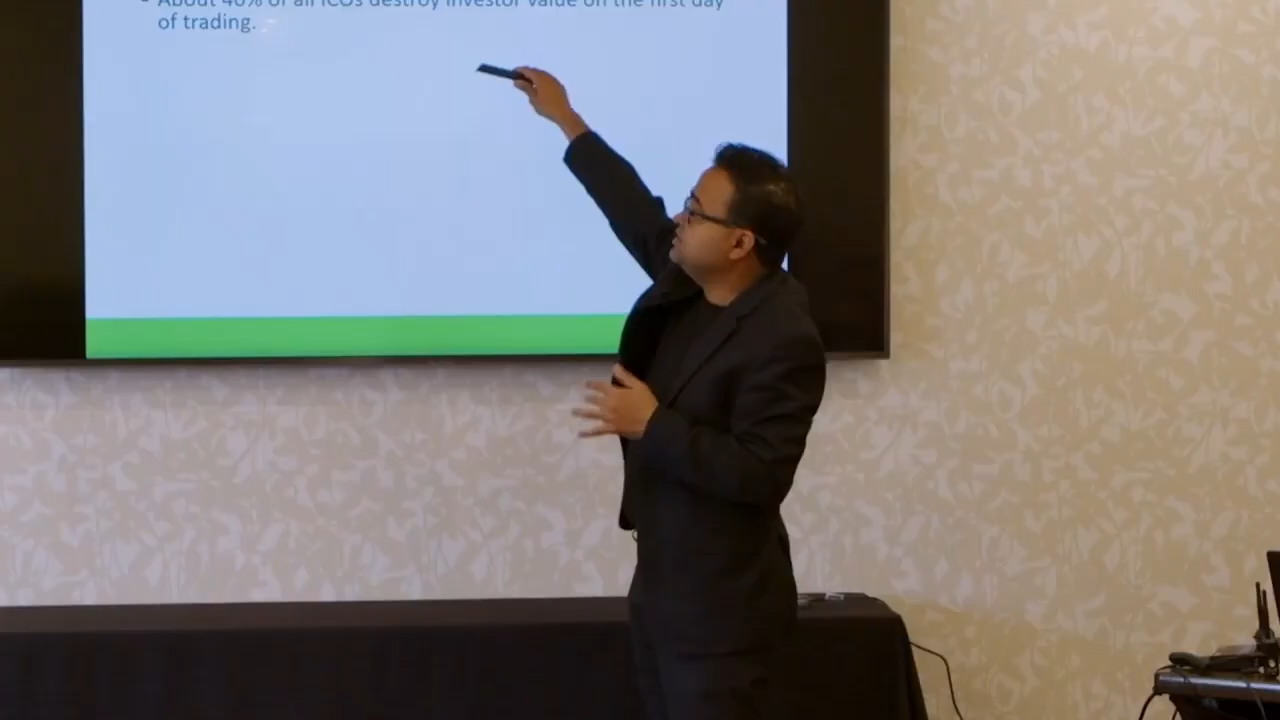 - About 40% of all ICOs destroy investor value on the first day
of trading.